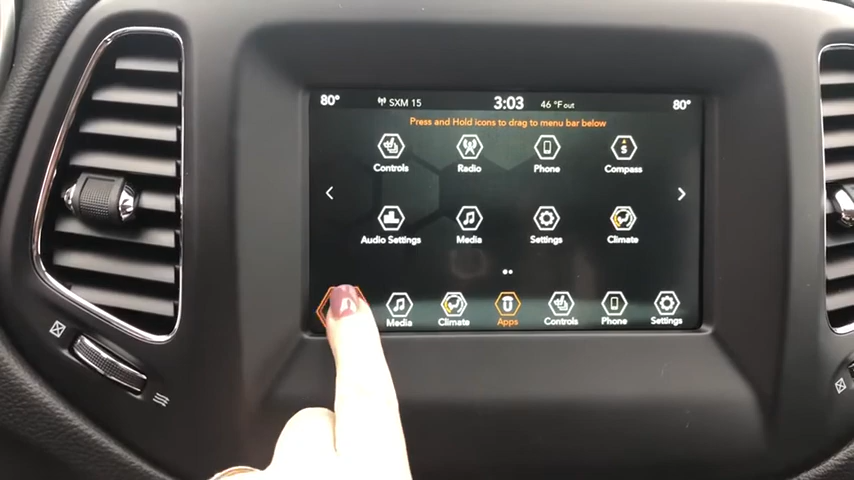 80° SXM 15 3:03 46 °F out 80°
Press and Hold icons to drag to menu bar below
Controls Radio Phone Compass
Audio Settings Media Settings Climate
Media Climate Apps Controls Phone Settings